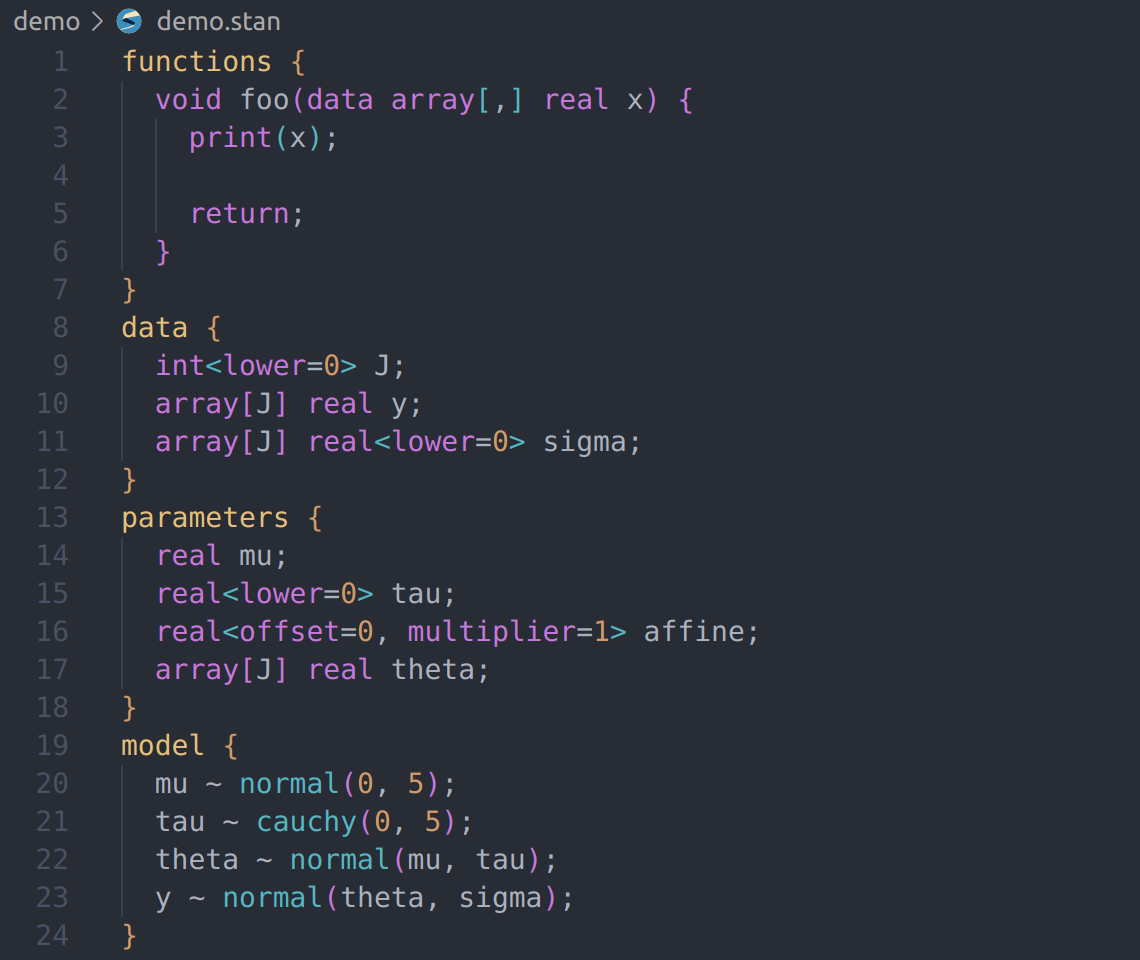 demo > demo.stan
1 functions {
2   void foo(data array[,] real x) {
3     print(x);
4
5     return;
6   }
7 }
8 data {
9   int<lower=0> J;
10   array[J] real y;
11   array[J] real<lower=0> sigma;
12 }
13 parameters {
14   real mu;
15   real<lower=0> tau;
16   real<offset=0, multiplier=1> affine;
17   array[J] real theta;
18 }
19 model {
20   mu ~ normal(0, 5);
21   tau ~ cauchy(0, 5);
22   theta ~ normal(mu, tau);
23   y ~ normal(theta, sigma);
24 }